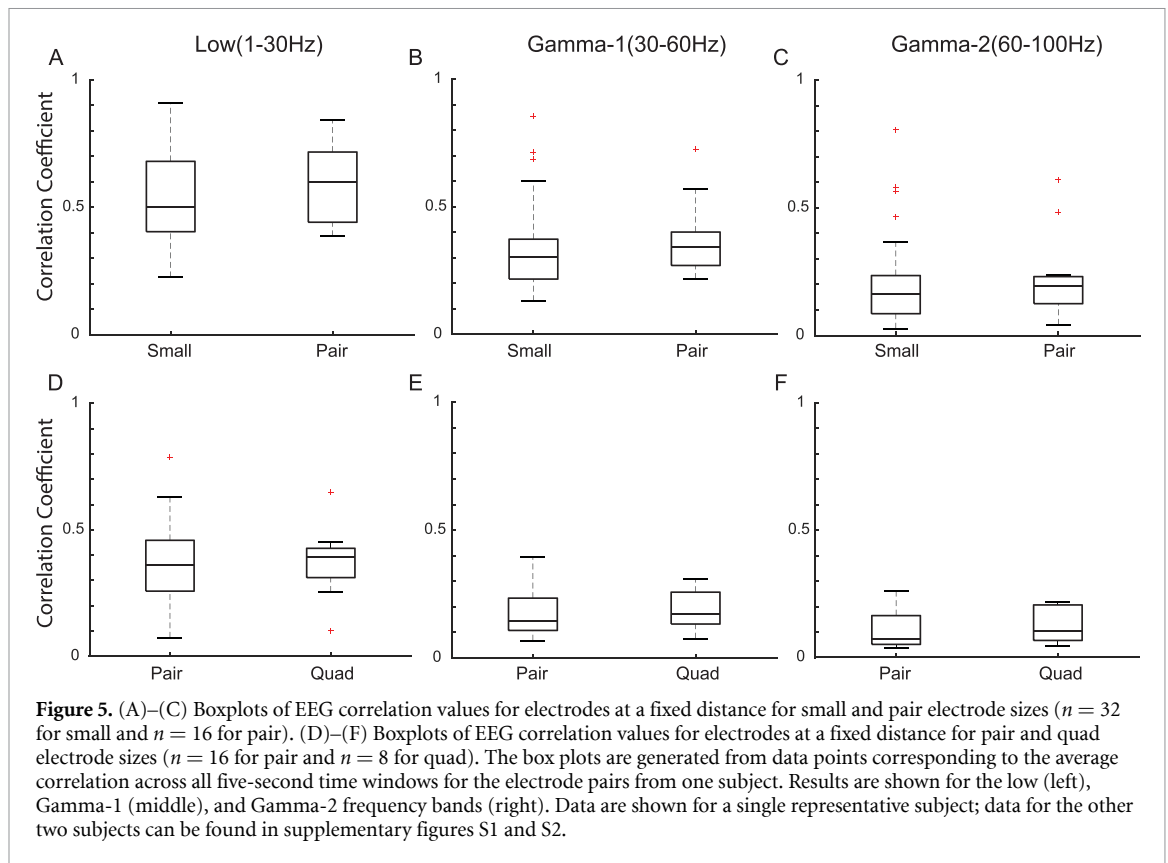 Low(1-30Hz) Gamma-1(30-60Hz) Gamma-2(60-100Hz)
A B C
Correlation Coefficient
1
0.5
0
Small Pair
1
0.5
0
Small Pair
1
0.5
0
Small Pair
D E F
Correlation Coefficient
1
0.5
0
Pair Quad
1
0.5
0
Pair Quad
1
0.5
0
Pair Quad
Figure 5. (A)–(C) Boxplots of EEG correlation values for electrodes at a fixed distance for small and pair electrode sizes (n = 32
for small and n = 16 for pair). (D)–(F) Boxplots of EEG correlation values for electrodes at a fixed distance for pair and quad
electrode sizes (n = 16 for pair and n = 8 for quad). The box plots are generated from data points corresponding to the average
correlation across all five-second time windows for the electrode pairs from one subject. Results are shown for the low (left),
Gamma-1 (middle), and Gamma-2 frequency bands (right). Data are shown for a single representative subject; data for the other
two subjects can be found in supplementary figures S1 and S2.